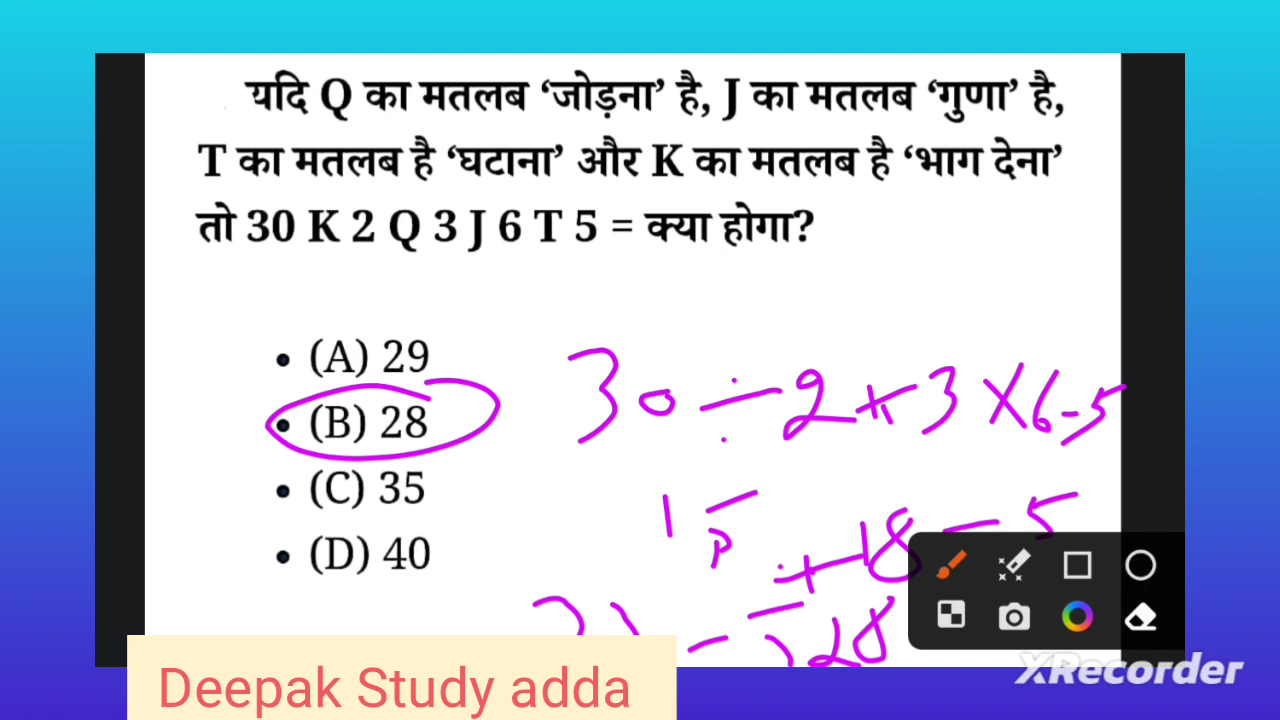 यदि Q का मतलब ‘जोड़ना’ है, J का मतलब ‘गुणा’ है,
T का मतलब है ‘घटाना’ और K का मतलब है ‘भाग देना’
तो 30 K 2 Q 3 J 6 T 5 = क्या होगा?
• (A) 29
• (B) 28
• (C) 35
• (D) 40
30 ÷ 2 + 3 × 6 - 5
15 + 18 - 5
28
Deepak Study adda
XRecorder